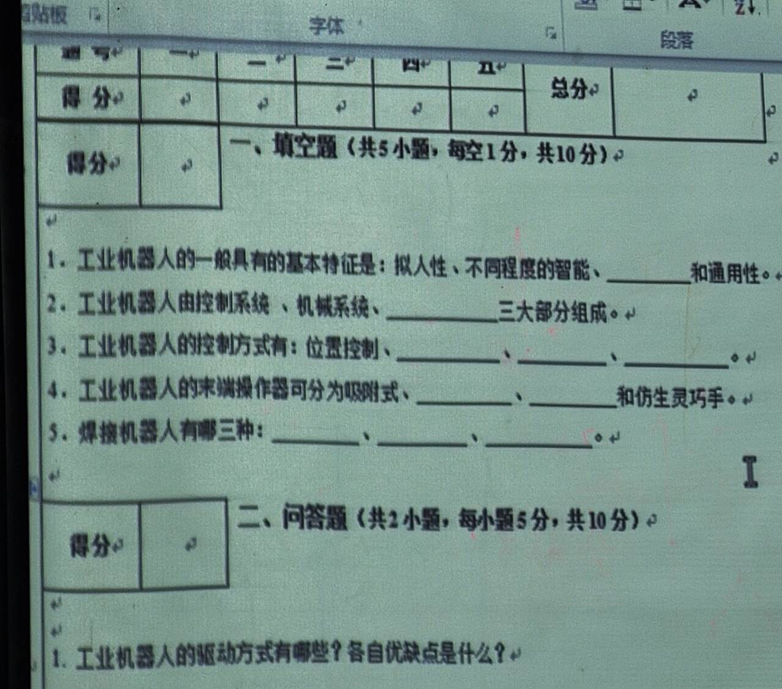 剪贴板
字体
段落
题 号 一 二 三 四 五 总分
得 分
得分
一、填空题（共5小题，每空1分，共10分）
1. 工业机器人的一般具有的基本特征是：拟人性、不同程度的智能、________和通用性。
2. 工业机器人由控制系统 、机械系统、__________三大部分组成。
3. 工业机器人的控制方式有：位置控制、_________、________、_________。
4. 工业机器人的末端操作器可分为吸附式、_________、________和仿生灵巧手。
5. 焊接机器人有哪三种：________、________、_________。
得分
二、问答题（共2小题，每小题5分，共10分）
1. 工业机器人的驱动方式有哪些？各自优缺点是什么？